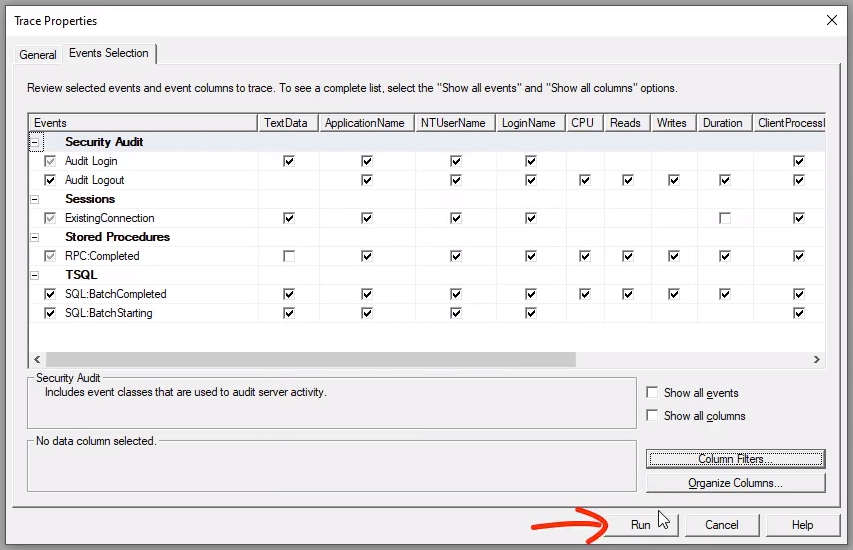 Trace Properties
General
Events Selection
Review selected events and event columns to trace. To see a complete list, select the "Show all events" and "Show all columns" options.
Events TextData ApplicationName NTUserName LoginName CPU Reads Writes Duration ClientProcessI
Security Audit
Audit Login
Audit Logout
Sessions
ExistingConnection
Stored Procedures
RPC:Completed
TSQL
SQL:BatchCompleted
SQL:BatchStarting
Security Audit
Includes event classes that are used to audit server activity.
Show all events
Show all columns
No data column selected.
Column Filters...
Organize Columns...
Run Cancel Help